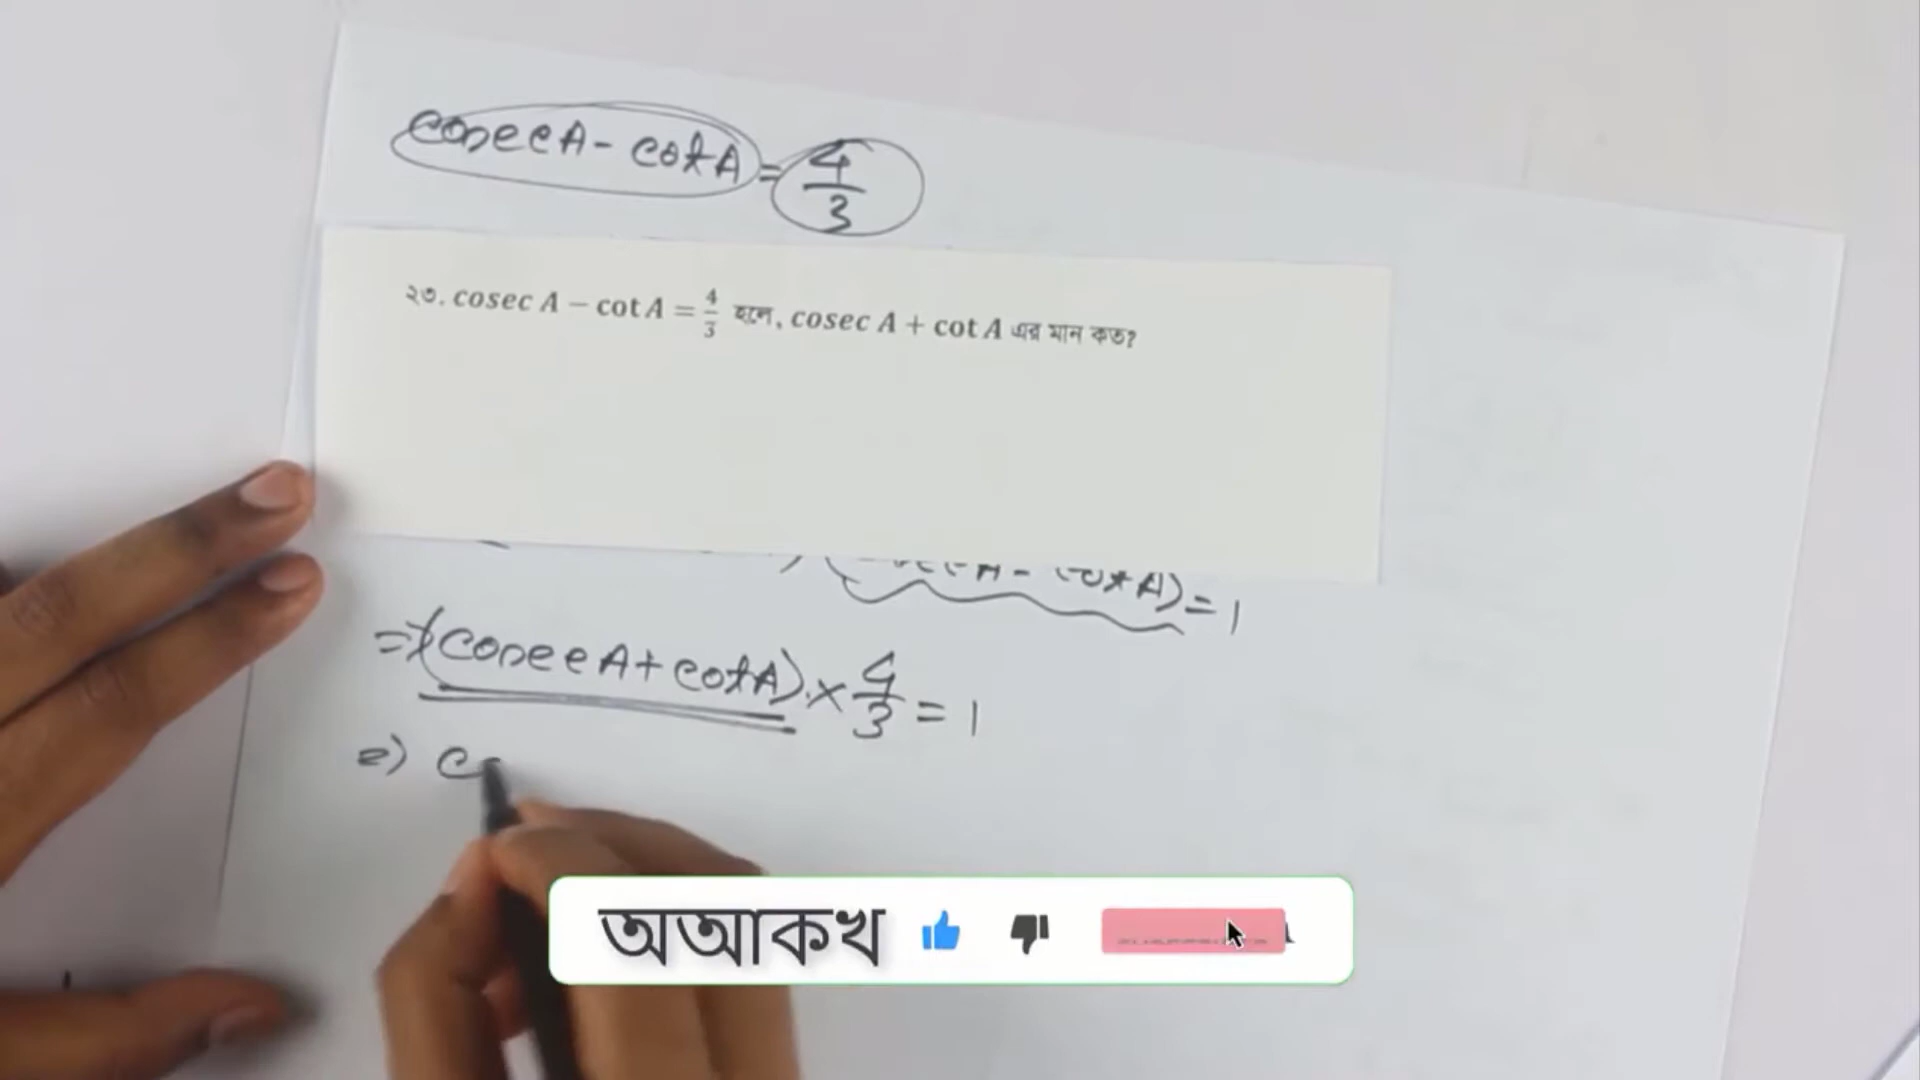 cosecA - cotA = 4/3
২৩. cosec A − cot A = 4/3 হলে, cosec A + cot A এর মান কত?
cotA) = 1
⇒ (cosecA + cotA) × 4/3 = 1
⇒ co
অআকখ